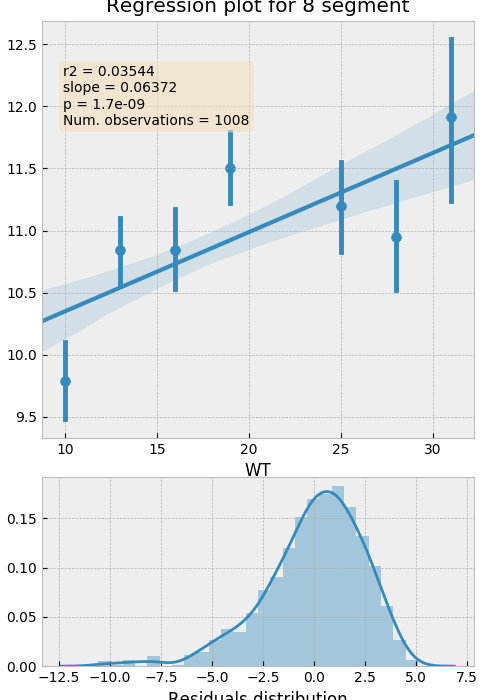 Regression plot for 8 segment
12.5
12.0
11.5
11.0
10.5
10.0
9.5
r2 = 0.03544
slope = 0.06372
p = 1.7e-09
Num. observations = 1008
10 15 20 25 30
WT
0.15
0.10
0.05
0.00
−12.5 −10.0 −7.5 −5.0 −2.5 0.0 2.5 5.0 7.5
Residuals distribution